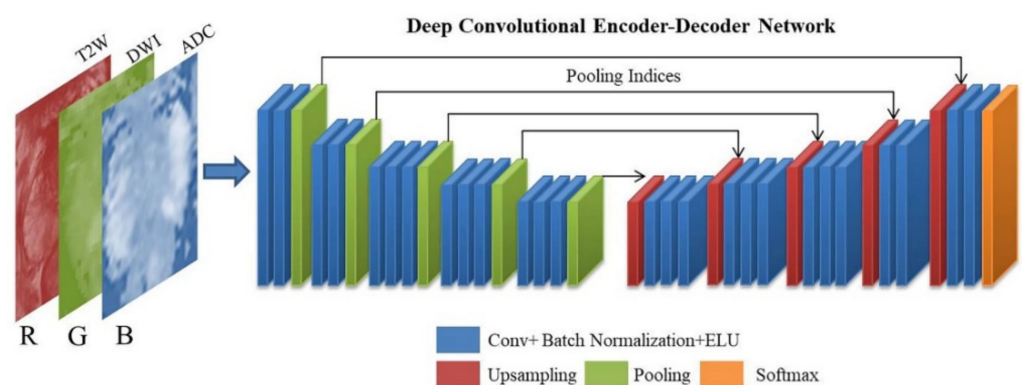 Deep Convolutional Encoder-Decoder Network
T2W
DWI
ADC
Pooling Indices
R G B
Conv+ Batch Normalization+ELU
Upsampling Pooling Softmax